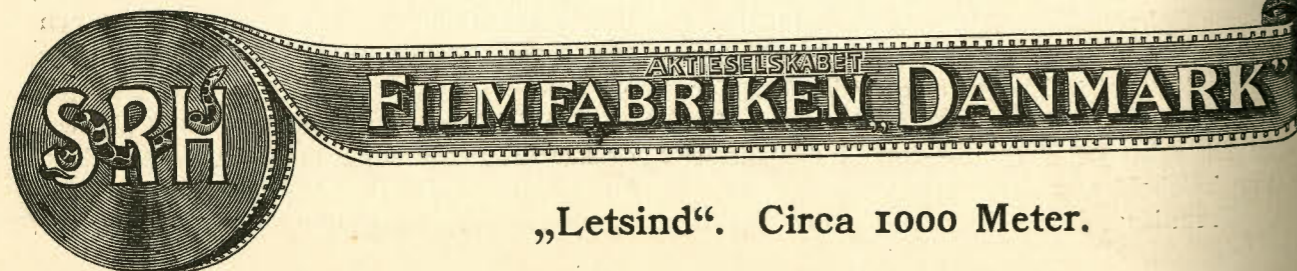 SRH
AKTIESELSKABET
FILMFABRIKEN „DANMARK“
„Letsind“. Circa 1000 Meter.